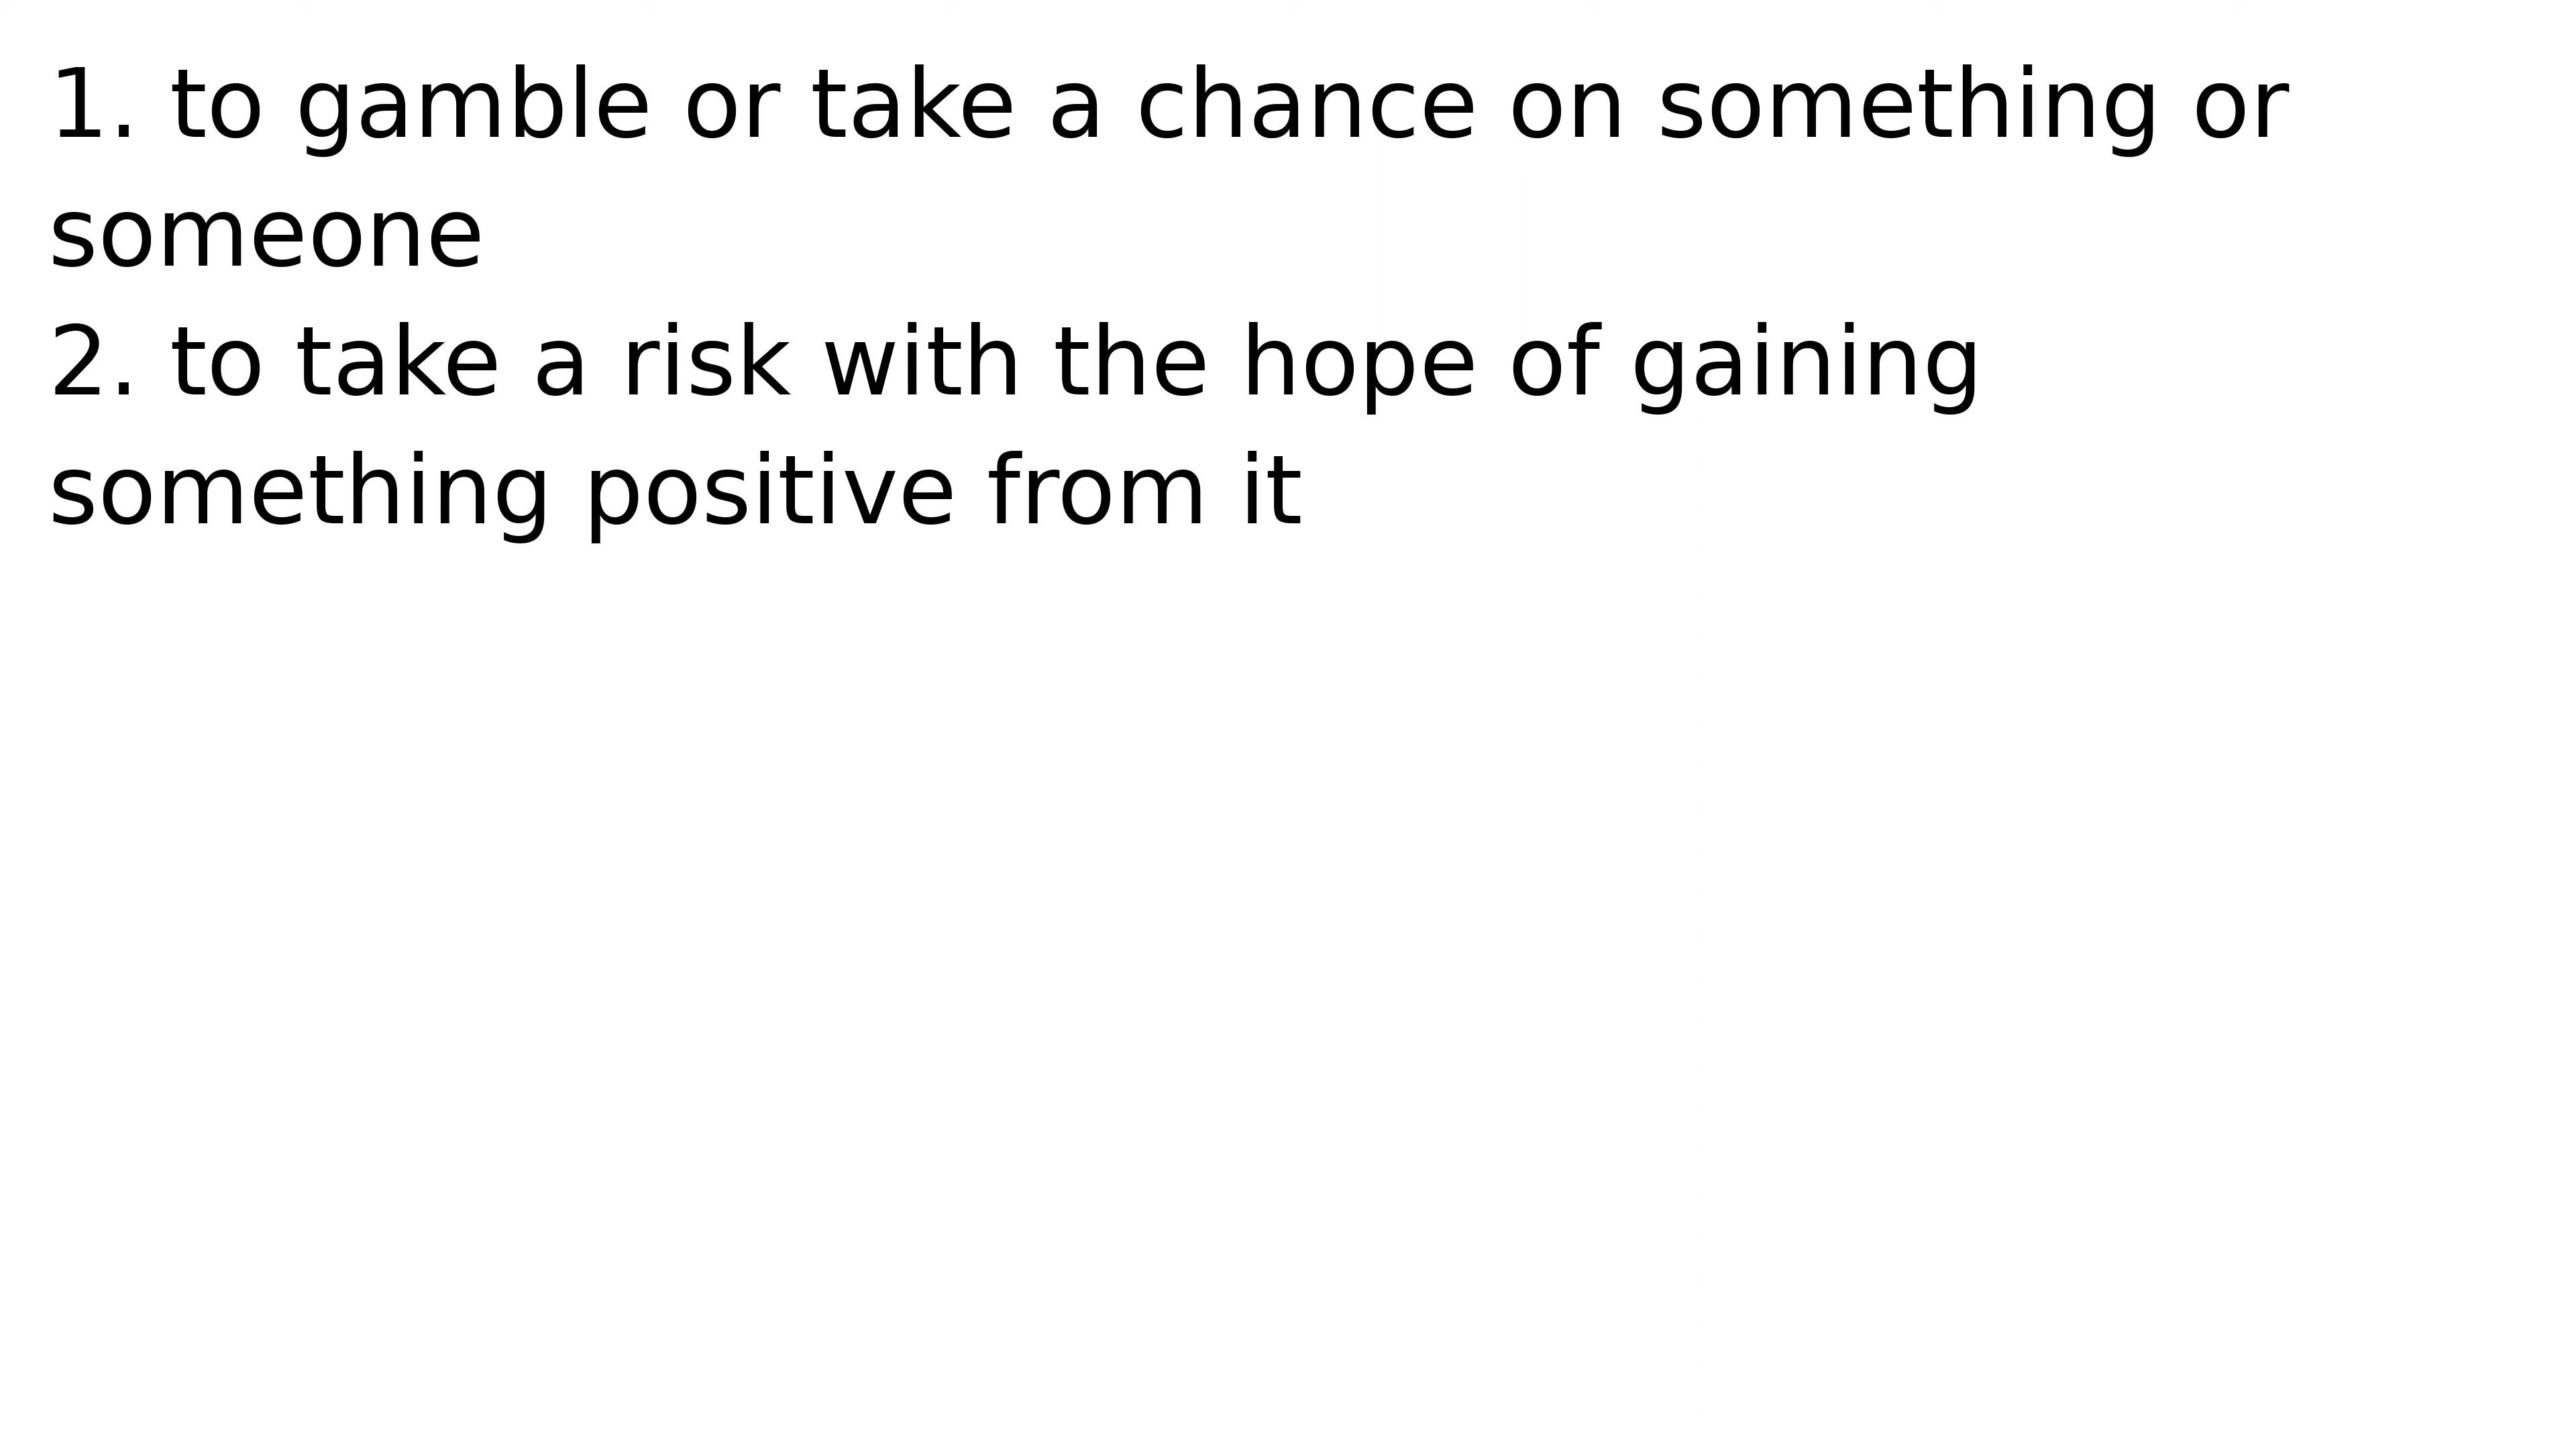 1. to gamble or take a chance on something or
someone
2. to take a risk with the hope of gaining
something positive from it